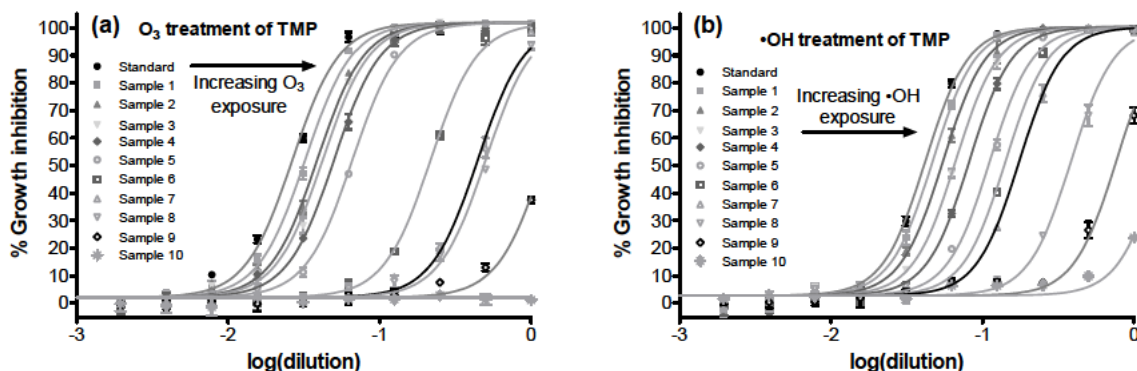 (a)
O3 treatment of TMP
Increasing O3
exposure
Standard
Sample 1
Sample 2
Sample 3
Sample 4
Sample 5
Sample 6
Sample 7
Sample 8
Sample 9
Sample 10
% Growth inhibition
100
90
80
70
60
50
40
30
20
10
0
-3
-2
-1
0
log(dilution)
(b)
•OH treatment of TMP
Increasing •OH
exposure
Standard
Sample 1
Sample 2
Sample 3
Sample 4
Sample 5
Sample 6
Sample 7
Sample 8
Sample 9
Sample 10
% Growth inhibition
100
90
80
70
60
50
40
30
20
10
0
-3
-2
-1
0
log(dilution)